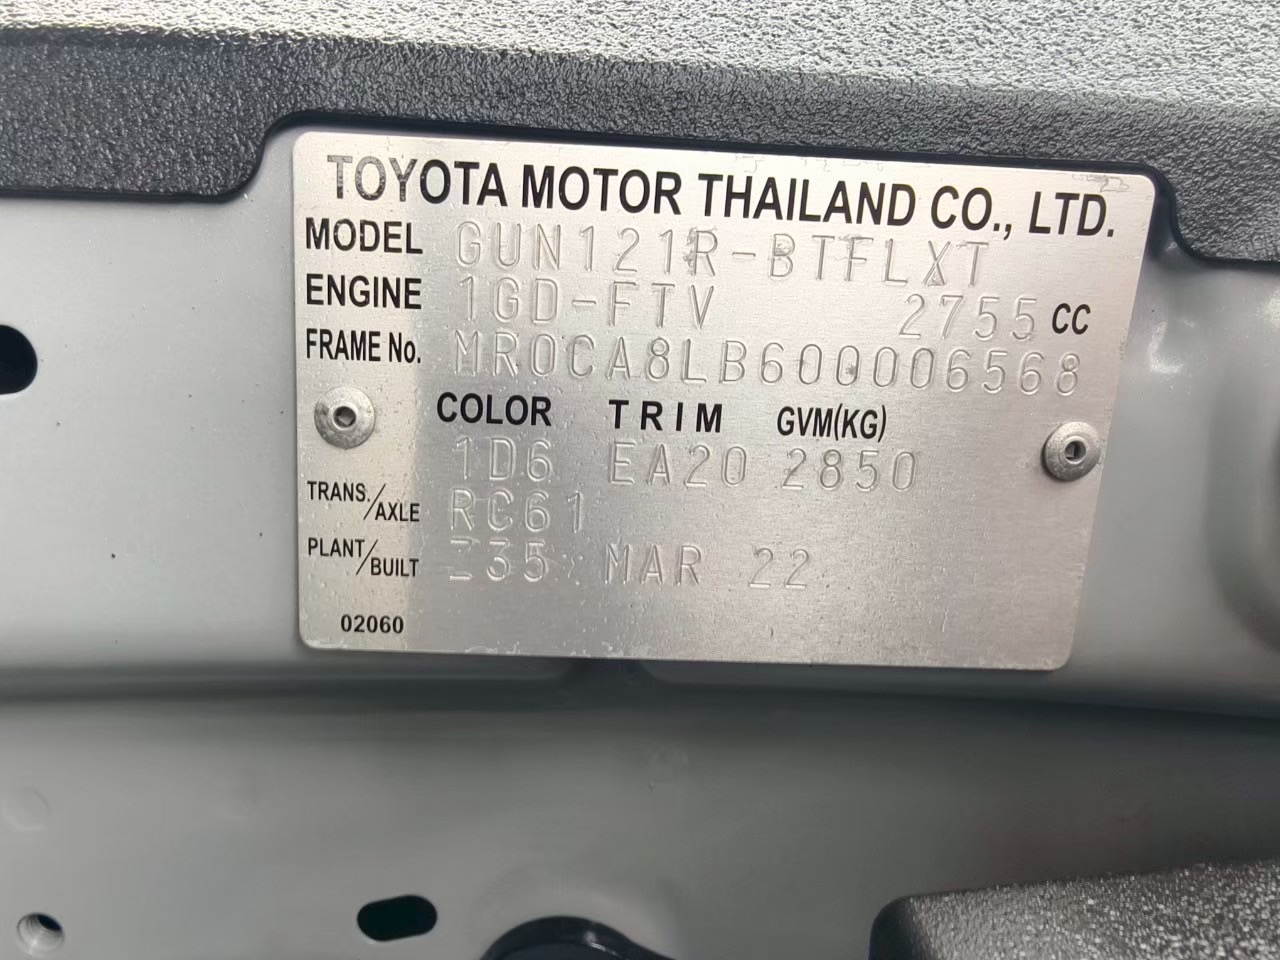 TOYOTA MOTOR THAILAND CO., LTD.
MODEL GUN121R-BTFLXT
ENGINE 1GD-FTV 2755 CC
FRAME No. MR0CA8LB600006568
COLOR TRIM GVM(KG)
1D6 EA20 2850
TRANS./AXLE RC61
PLANT/BUILT 335 MAR 22
02060